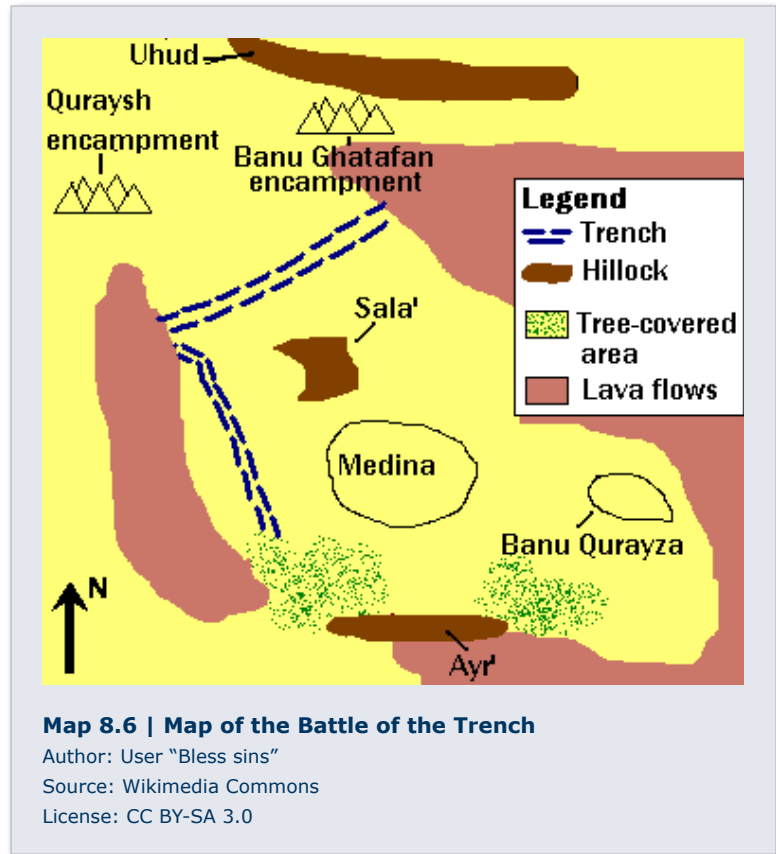 Uhud
Quraysh
encampment
Banu Ghatafan
encampment
Legend
Trench
Hillock
Tree-covered
area
Lava flows
Sala'
Medina
Banu Qurayza
N
Ayr'
Map 8.6 | Map of the Battle of the Trench
Author: User “Bless sins”
Source: Wikimedia Commons
License: CC BY-SA 3.0